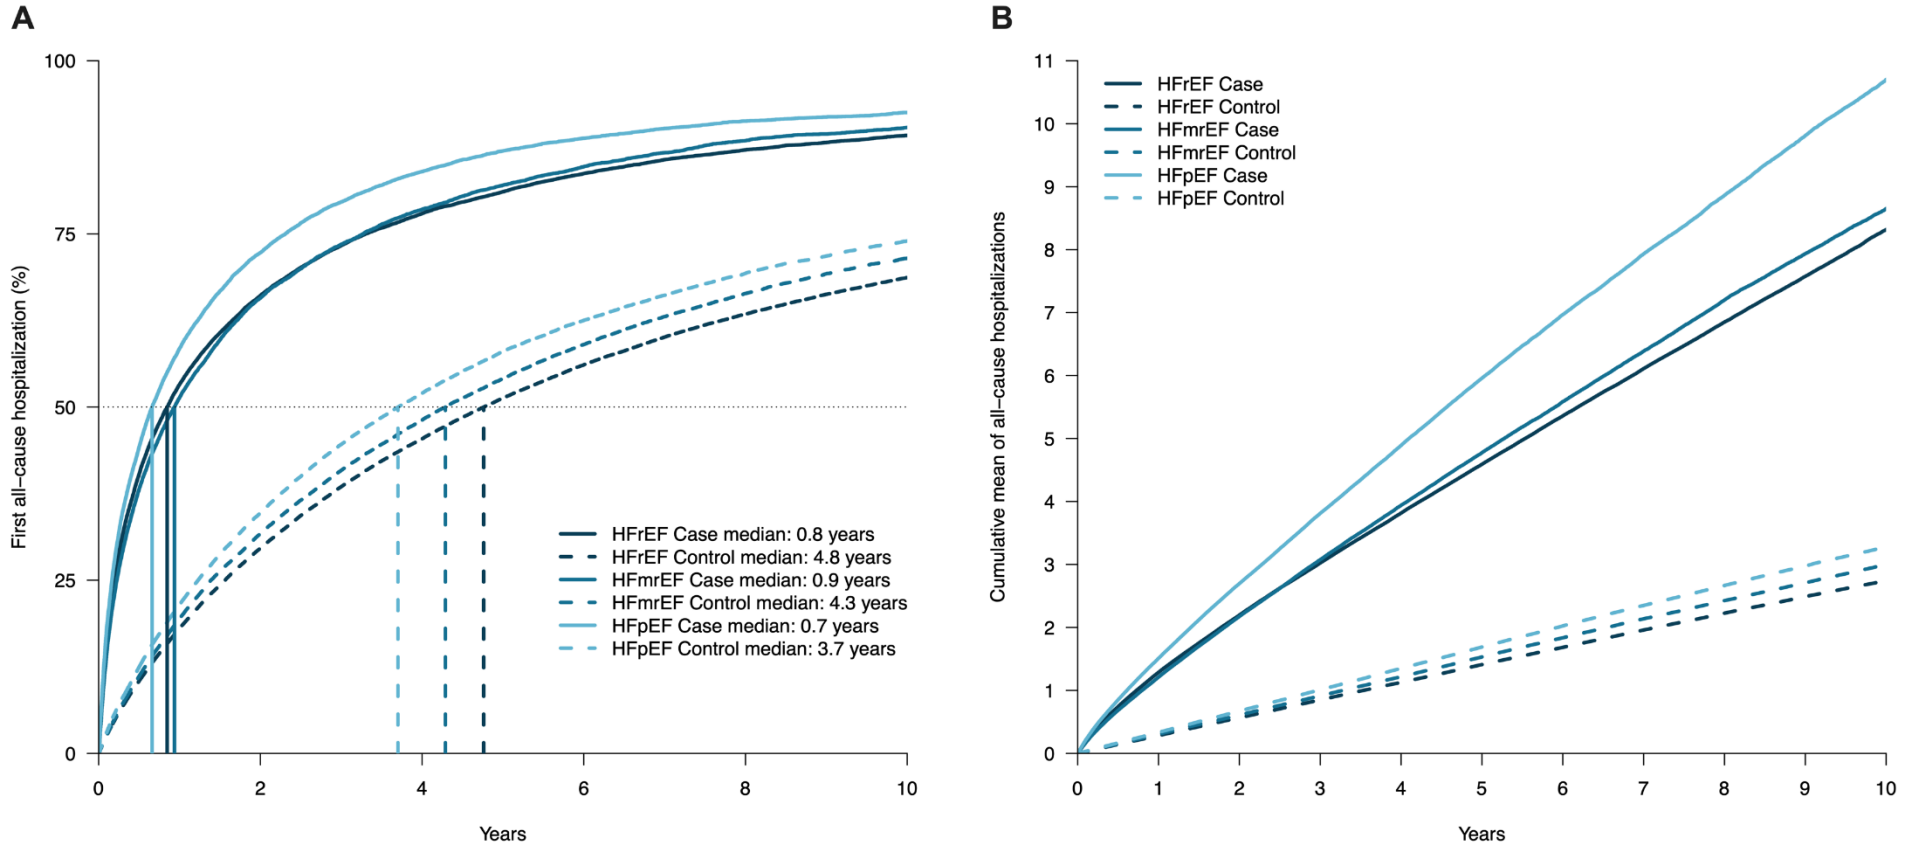 A
First all-cause hospitalization (%)
100
75
50
25
0
HFrEF Case median: 0.8 years
HFrEF Control median: 4.8 years
HFmrEF Case median: 0.9 years
HFmrEF Control median: 4.3 years
HFpEF Case median: 0.7 years
HFpEF Control median: 3.7 years
0 2 4 6 8 10
Years
B
Cumulative mean of all-cause hospitalizations
11
10
9
8
7
6
5
4
3
2
1
0
HFrEF Case
HFrEF Control
HFmrEF Case
HFmrEF Control
HFpEF Case
HFpEF Control
0 1 2 3 4 5 6 7 8 9 10
Years